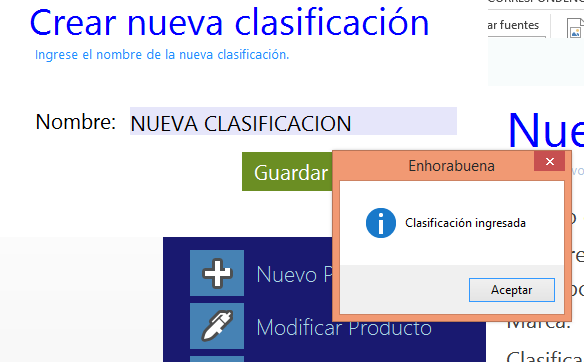 Crear nueva clasificación
Ingrese el nombre de la nueva clasificación.
ar fuentes
Nombre: NUEVA CLASIFICACION
Guardar
Enhorabuena
Clasificación ingresada
Aceptar
Nuevo P
Modificar Producto
Marca:
Clasifica